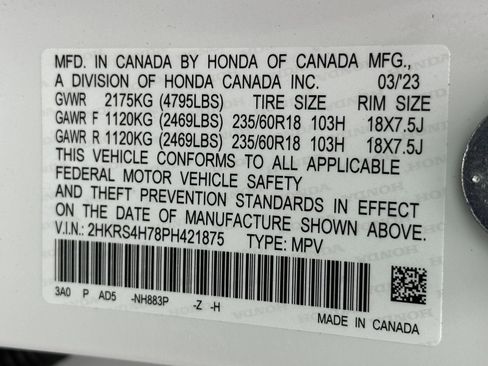 MFD. IN CANADA BY HONDA OF CANADA MFG.,
A DIVISION OF HONDA CANADA INC. 03/'23
GVWR 2175KG (4795LBS) TIRE SIZE RIM SIZE
GAWR F 1120KG (2469LBS) 235/60R18 103H 18X7.5J
GAWR R 1120KG (2469LBS) 235/60R18 103H 18X7.5J
THIS VEHICLE CONFORMS TO ALL APPLICABLE
FEDERAL MOTOR VEHICLE SAFETY
AND THEFT PREVENTION STANDARDS IN EFFECT
ON THE DATE OF MANUFACTURE SHOWN ABOVE.
V.I.N.: 2HKRS4H78PH421875 TYPE: MPV
3A0 P AD5 -NH883P -Z -H
MADE IN CANADA